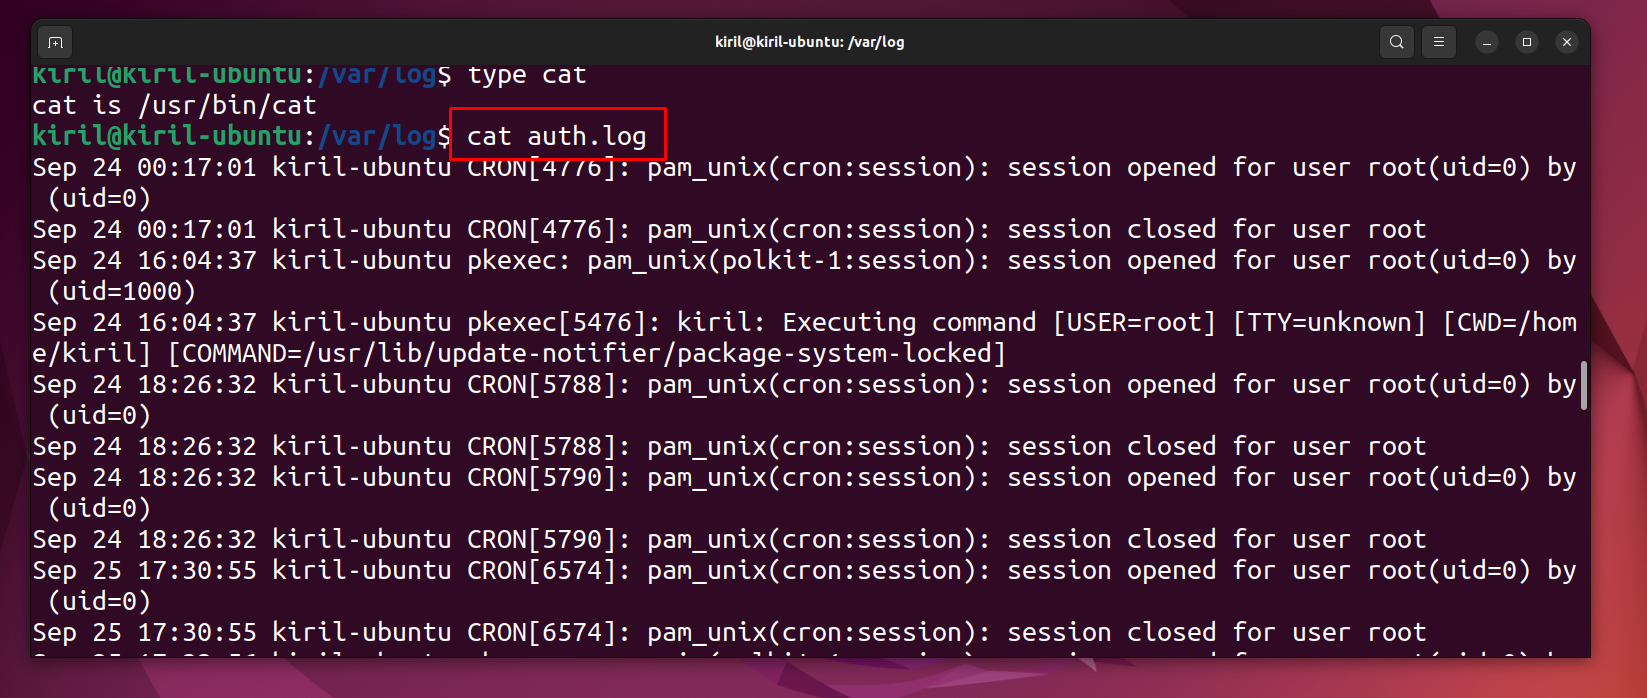 kiril@kiril-ubuntu: /var/log
kiril@kiril-ubuntu:/var/log$ type cat
cat is /usr/bin/cat
kiril@kiril-ubuntu:/var/log$ cat auth.log
Sep 24 00:17:01 kiril-ubuntu CRON[4776]: pam_unix(cron:session): session opened for user root(uid=0) by
(uid=0)
Sep 24 00:17:01 kiril-ubuntu CRON[4776]: pam_unix(cron:session): session closed for user root
Sep 24 16:04:37 kiril-ubuntu pkexec: pam_unix(polkit-1:session): session opened for user root(uid=0) by
(uid=1000)
Sep 24 16:04:37 kiril-ubuntu pkexec[5476]: kiril: Executing command [USER=root] [TTY=unknown] [CWD=/hom
e/kiril] [COMMAND=/usr/lib/update-notifier/package-system-locked]
Sep 24 18:26:32 kiril-ubuntu CRON[5788]: pam_unix(cron:session): session opened for user root(uid=0) by
(uid=0)
Sep 24 18:26:32 kiril-ubuntu CRON[5788]: pam_unix(cron:session): session closed for user root
Sep 24 18:26:32 kiril-ubuntu CRON[5790]: pam_unix(cron:session): session opened for user root(uid=0) by
(uid=0)
Sep 24 18:26:32 kiril-ubuntu CRON[5790]: pam_unix(cron:session): session closed for user root
Sep 25 17:30:55 kiril-ubuntu CRON[6574]: pam_unix(cron:session): session opened for user root(uid=0) by
(uid=0)
Sep 25 17:30:55 kiril-ubuntu CRON[6574]: pam_unix(cron:session): session closed for user root